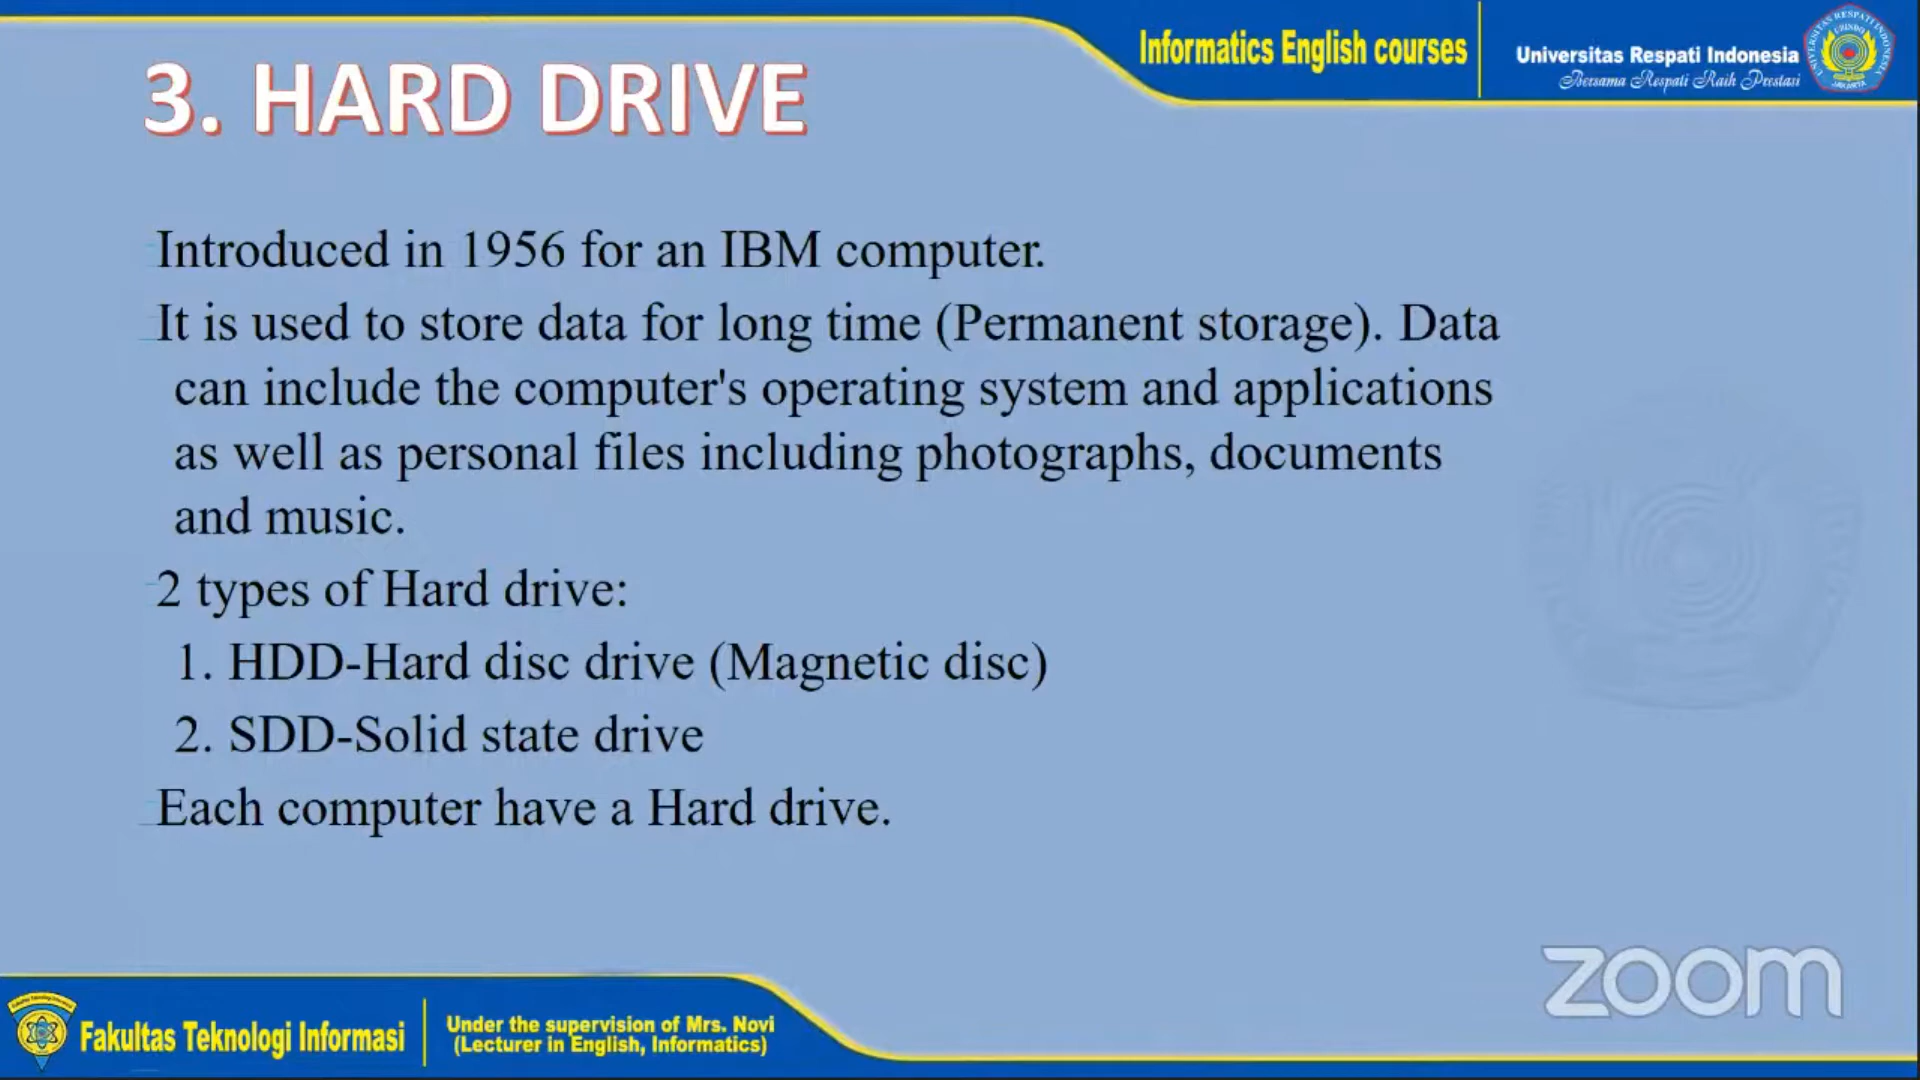 Informatics English courses
Universitas Respati Indonesia
Bersama Respati Raih Prestasi
3. HARD DRIVE
Introduced in 1956 for an IBM computer.
It is used to store data for long time (Permanent storage). Data
can include the computer's operating system and applications
as well as personal files including photographs, documents
and music.
2 types of Hard drive:
1. HDD-Hard disc drive (Magnetic disc)
2. SDD-Solid state drive
Each computer have a Hard drive.
zoom
Fakultas Teknologi Informasi
Under the supervision of Mrs. Novi
(Lecturer in English, Informatics)